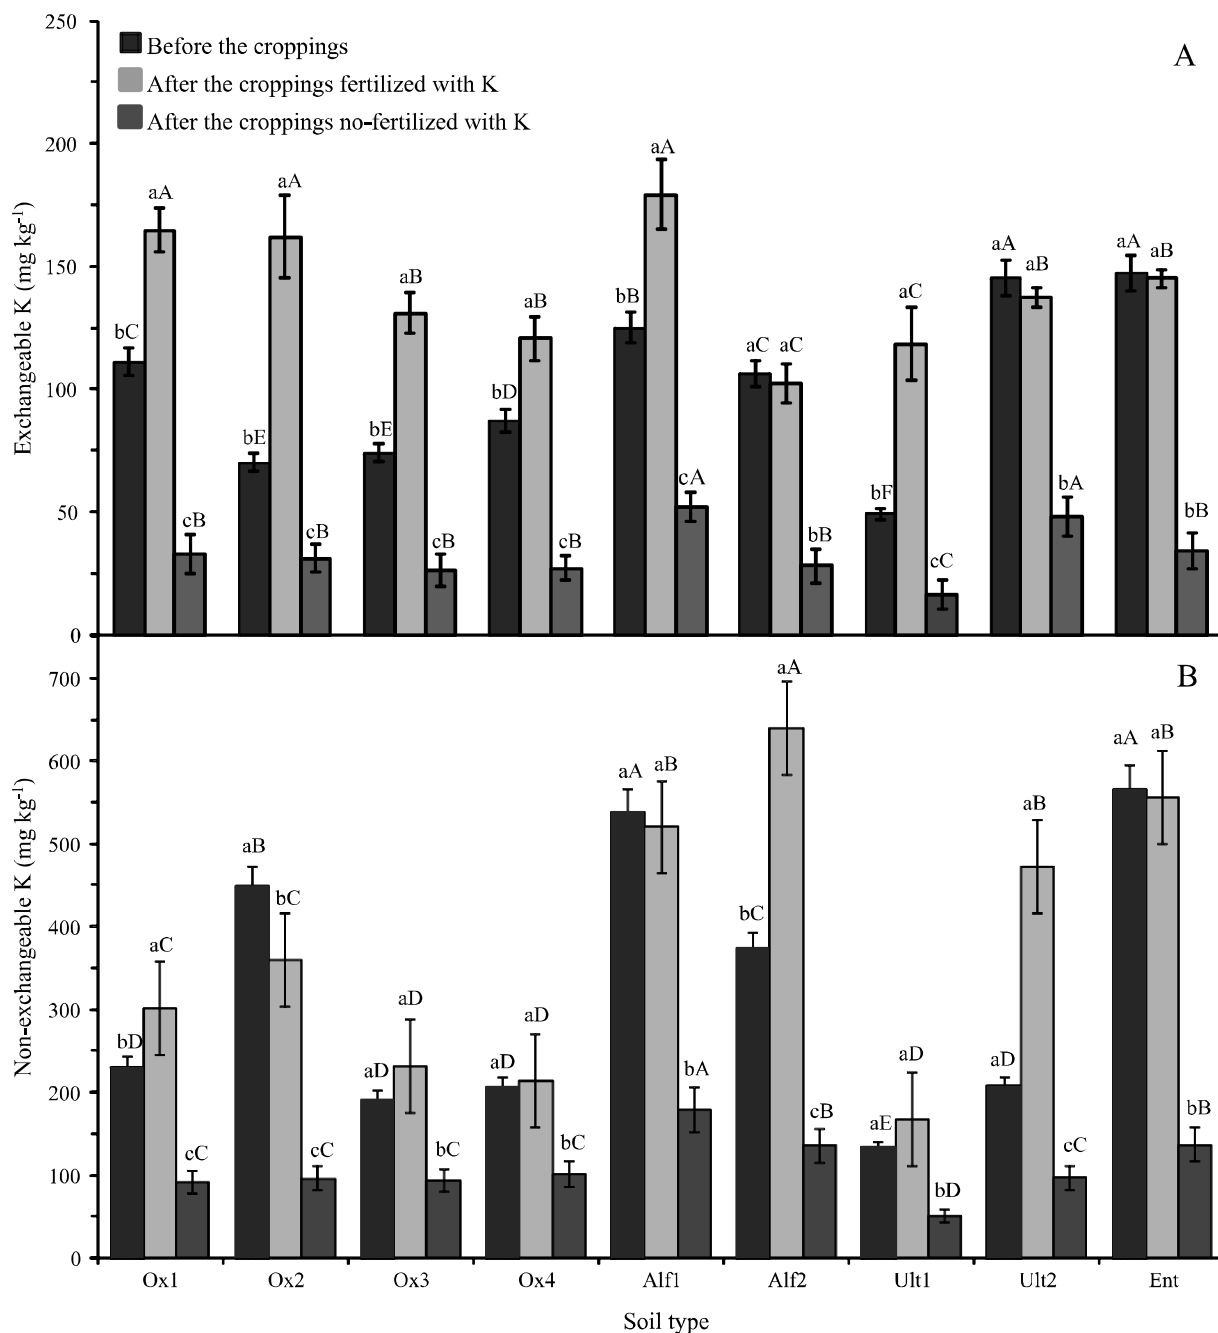 250
Before the croppings
A
After the croppings fertilized with K
After the croppings no-fertilized with K
200
150
100
50
0
Exchangeable K (mg kg-1)
bC aA cB
bE aA cB
bE aB cB
bD aB cB
bB aA cA
aC aC bB
bF aC cC
aA aB bA
aA aB bB
B
700
600
500
400
300
200
100
0
Non-exchangeable K (mg kg-1)
bD aC cC
aB bC cC
aD aD bC
aD aD bC
aA aB bA
bC aA cB
aE aD bD
aD aB cC
aA aB bB
Ox1 Ox2 Ox3 Ox4 Alf1 Alf2 Ult1 Ult2 Ent
Soil type